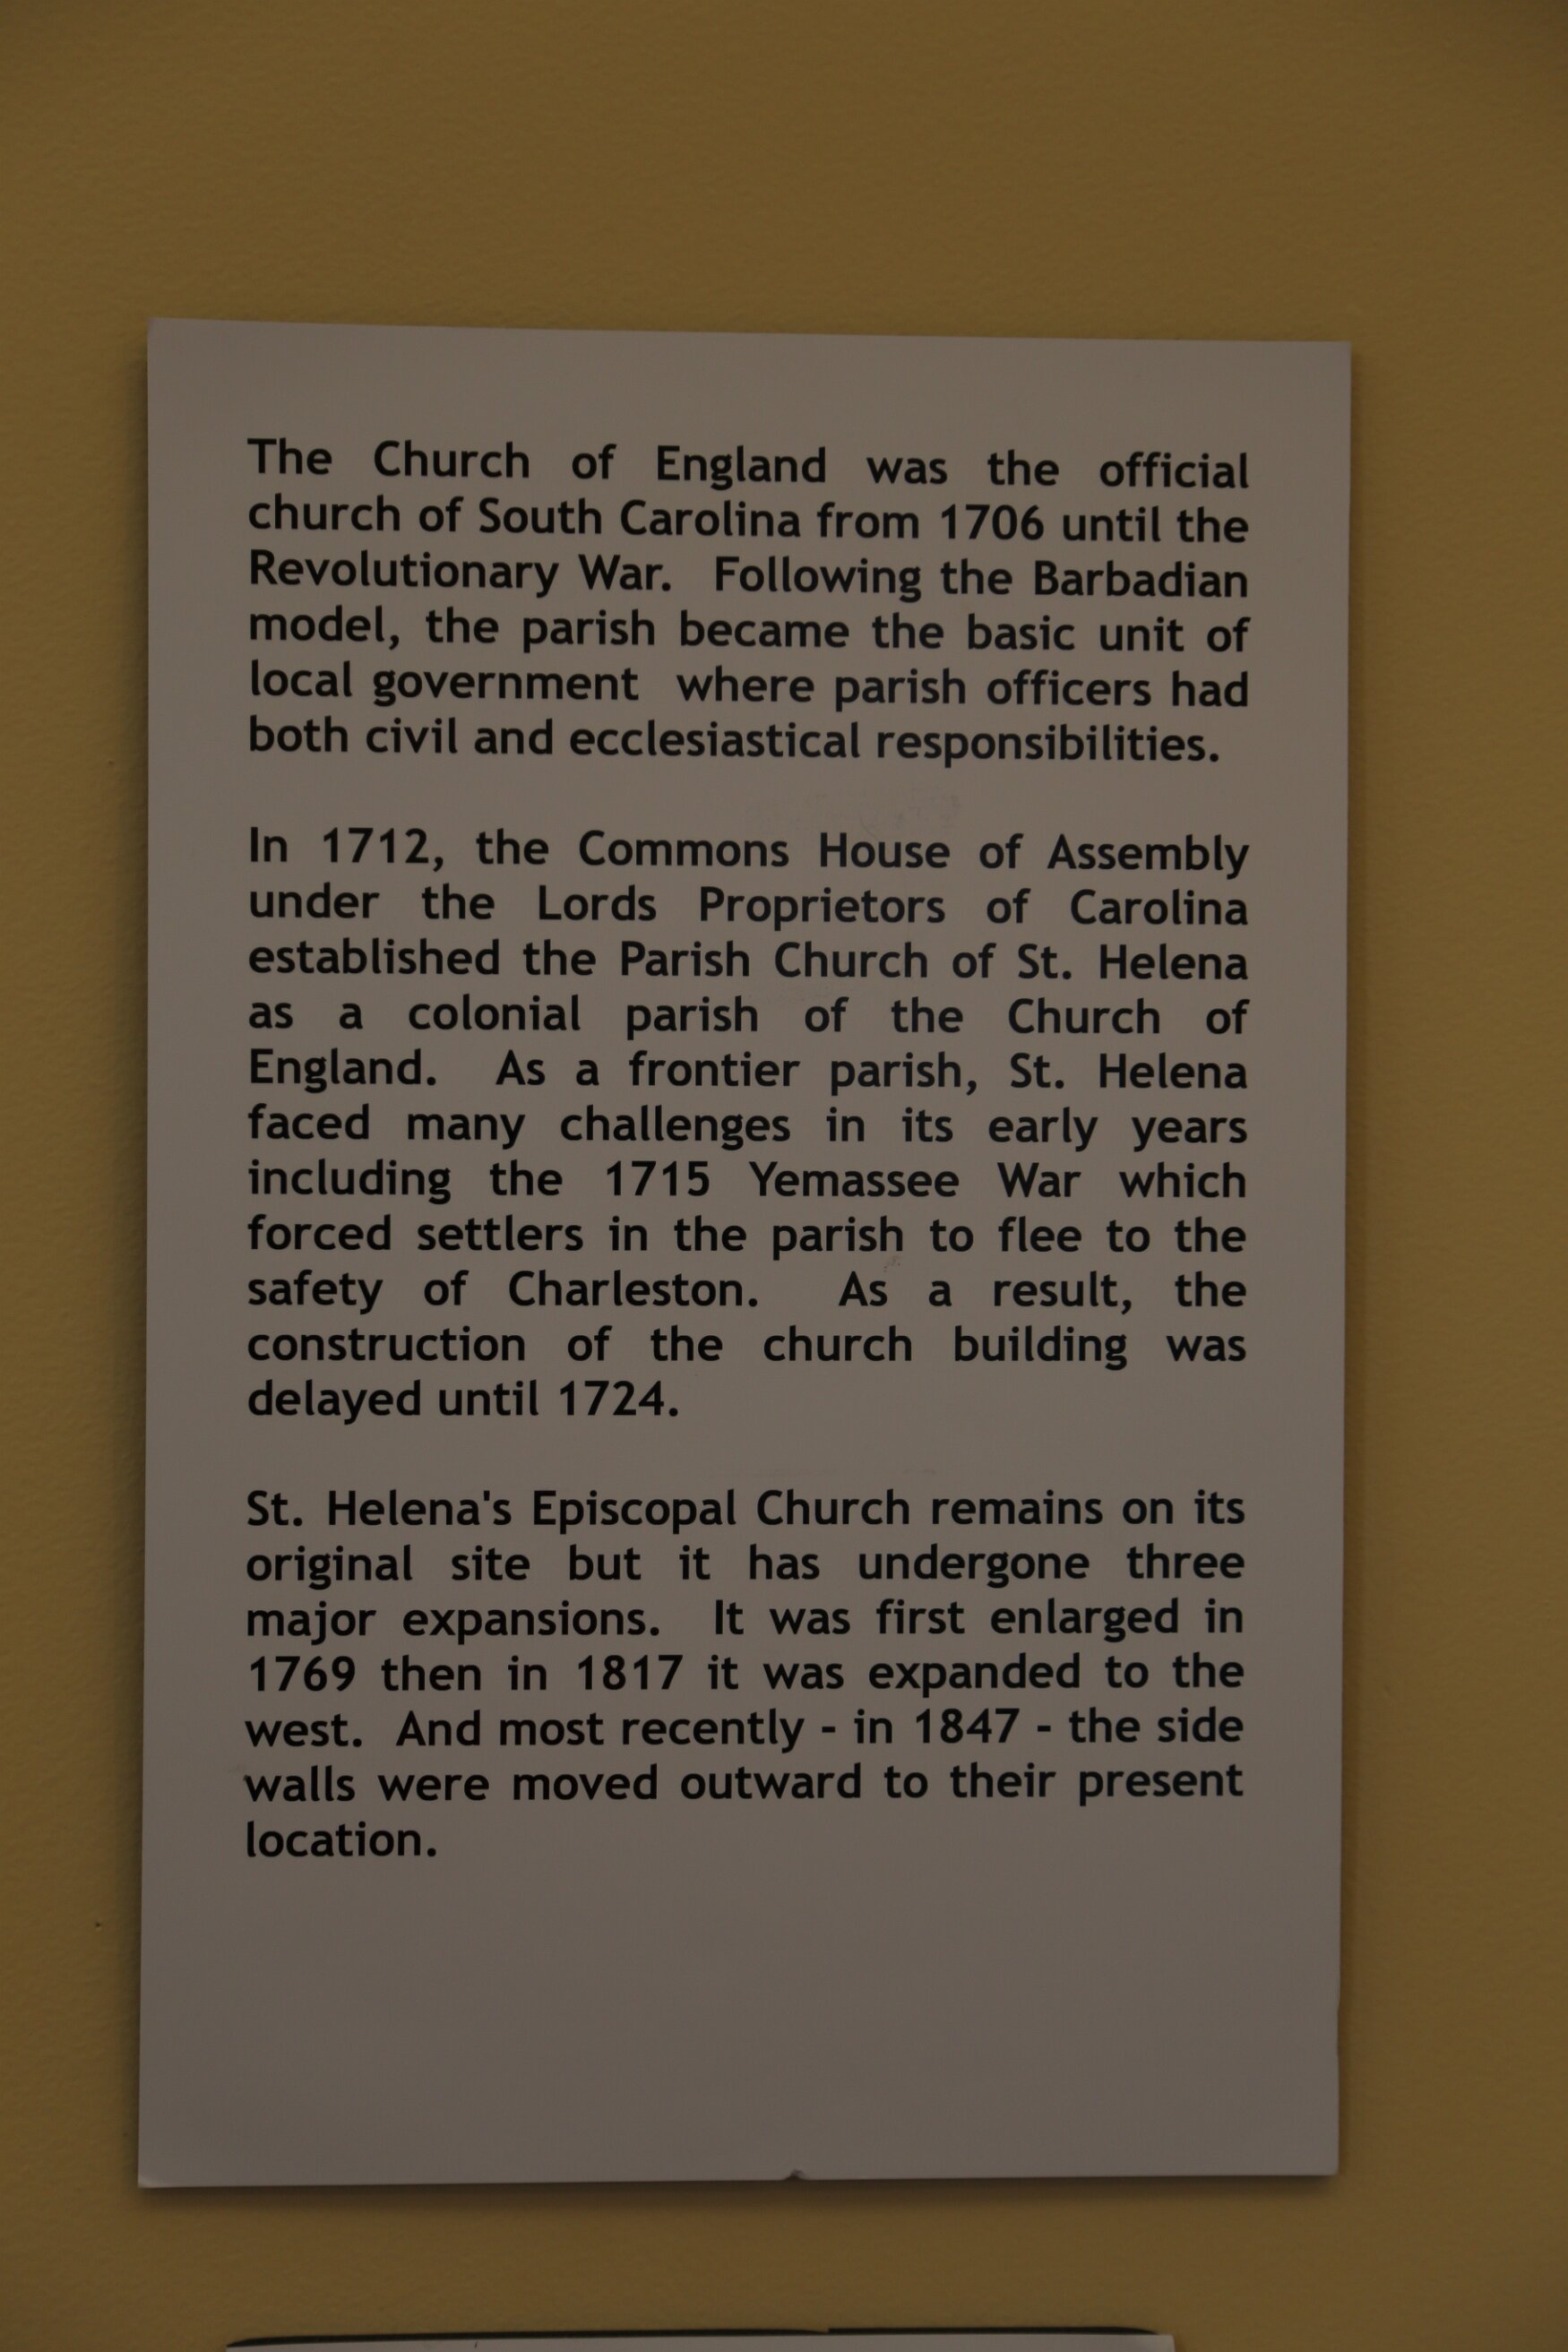 The Church of England was the official
church of South Carolina from 1706 until the
Revolutionary War. Following the Barbadian
model, the parish became the basic unit of
local government where parish officers had
both civil and ecclesiastical responsibilities.
In 1712, the Commons House of Assembly
under the Lords Proprietors of Carolina
established the Parish Church of St. Helena
as a colonial parish of the Church of
England. As a frontier parish, St. Helena
faced many challenges in its early years
including the 1715 Yemassee War which
forced settlers in the parish to flee to the
safety of Charleston. As a result, the
construction of the church building was
delayed until 1724.
St. Helena's Episcopal Church remains on its
original site but it has undergone three
major expansions. It was first enlarged in
1769 then in 1817 it was expanded to the
west. And most recently - in 1847 - the side
walls were moved outward to their present
location.